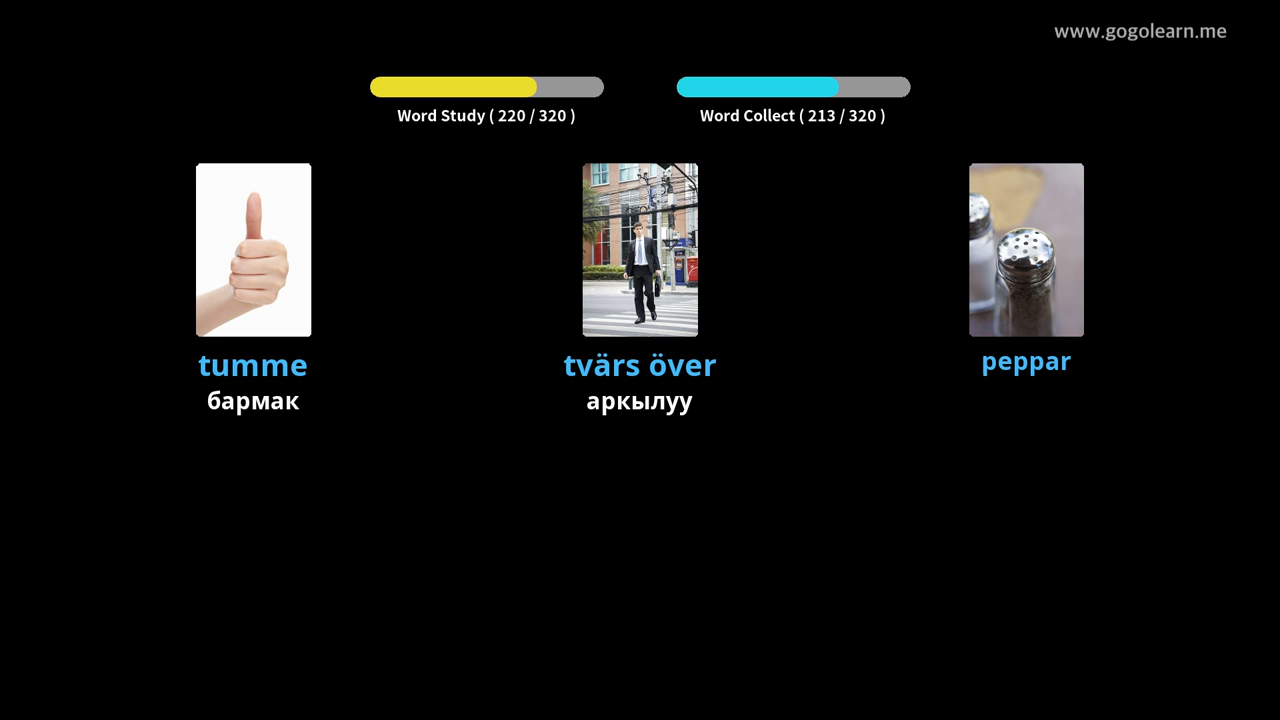 www.gogolearn.me
Word Study ( 220 / 320 )
Word Collect ( 213 / 320 )
tumme
бармак
tvärs över
аркылуу
peppar